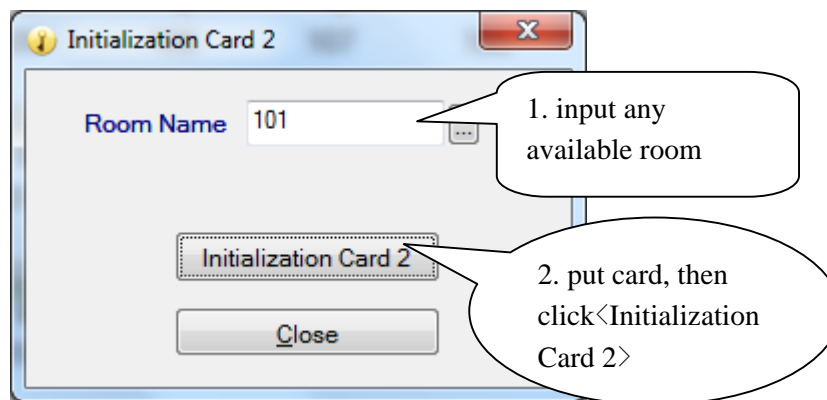 Initialization Card 2
x
Room Name 101 ...
1. input any
available room
Initialization Card 2
2. put card, then
click<Initialization
Card 2>
Close